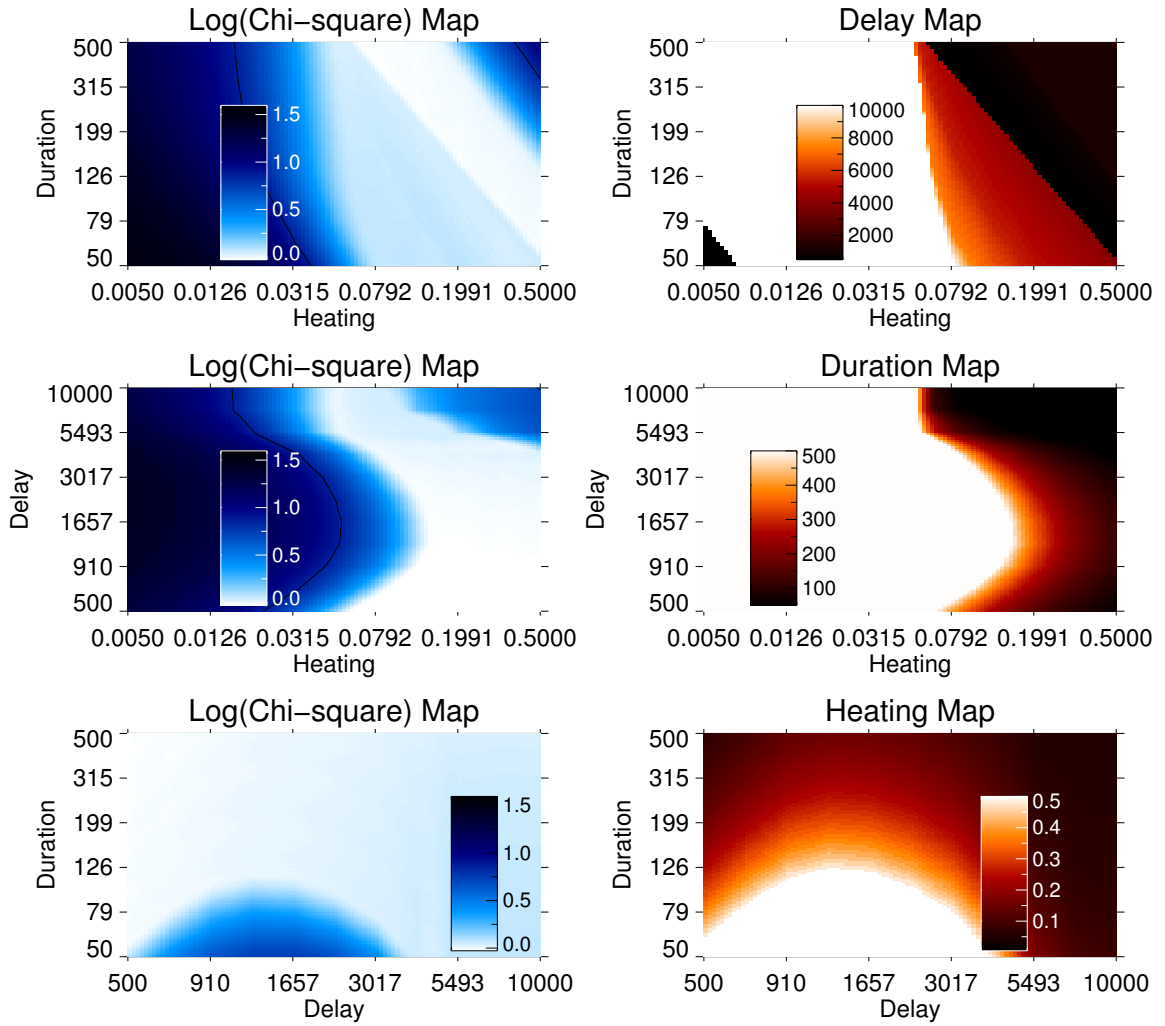 Log(Chi−square) Map
Delay Map
500
315
199
126
79
50
Duration
1.5
1.0
0.5
0.0
0.0050 0.0126 0.0315 0.0792 0.1991 0.5000
Heating
500
315
199
126
79
50
Duration
10000
8000
6000
4000
2000
0.0050 0.0126 0.0315 0.0792 0.1991 0.5000
Heating
Log(Chi−square) Map
Duration Map
10000
5493
3017
1657
910
500
Delay
1.5
1.0
0.5
0.0
0.0050 0.0126 0.0315 0.0792 0.1991 0.5000
Heating
10000
5493
3017
1657
910
500
Delay
500
400
300
200
100
0.0050 0.0126 0.0315 0.0792 0.1991 0.5000
Heating
Log(Chi−square) Map
Heating Map
500
315
199
126
79
50
Duration
1.5
1.0
0.5
0.0
500 910 1657 3017 5493 10000
Delay
500
315
199
126
79
50
Duration
0.5
0.4
0.3
0.2
0.1
500 910 1657 3017 5493 10000
Delay